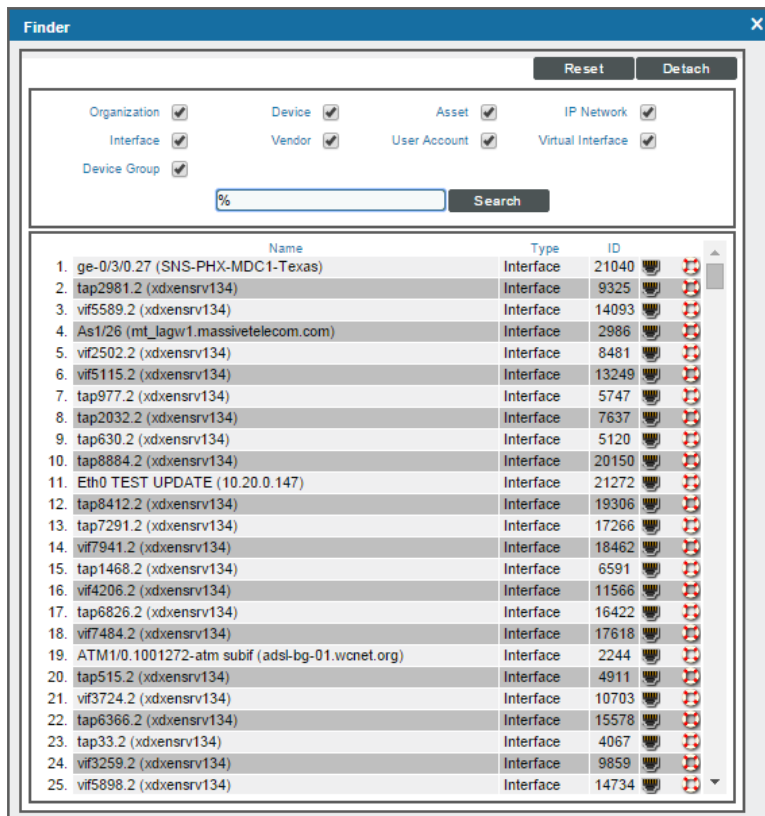 Finder X
Reset Detach
Organization Device Asset IP Network
Interface Vendor User Account Virtual Interface
Device Group
% Search
Name Type ID
1. ge-0/3/0.27 (SNS-PHX-MDC1-Texas) Interface 21040
2. tap2981.2 (xdxensrv134) Interface 9325
3. vif5589.2 (xdxensrv134) Interface 14093
4. As1/26 (mt_lagw1.massivetelecom.com) Interface 2986
5. vif2502.2 (xdxensrv134) Interface 8481
6. vif5115.2 (xdxensrv134) Interface 13249
7. tap977.2 (xdxensrv134) Interface 5747
8. tap2032.2 (xdxensrv134) Interface 7637
9. tap630.2 (xdxensrv134) Interface 5120
10. tap8884.2 (xdxensrv134) Interface 20150
11. Eth0 TEST UPDATE (10.20.0.147) Interface 21272
12. tap8412.2 (xdxensrv134) Interface 19306
13. tap7291.2 (xdxensrv134) Interface 17266
14. vif7941.2 (xdxensrv134) Interface 18462
15. tap1468.2 (xdxensrv134) Interface 6591
16. vif4206.2 (xdxensrv134) Interface 11566
17. tap6826.2 (xdxensrv134) Interface 16422
18. vif7484.2 (xdxensrv134) Interface 17618
19. ATM1/0.1001272-atm subif (adsl-bg-01.wcnet.org) Interface 2244
20. tap515.2 (xdxensrv134) Interface 4911
21. vif3724.2 (xdxensrv134) Interface 10703
22. tap6366.2 (xdxensrv134) Interface 15578
23. tap33.2 (xdxensrv134) Interface 4067
24. vif3259.2 (xdxensrv134) Interface 9859
25. vif5898.2 (xdxensrv134) Interface 14734